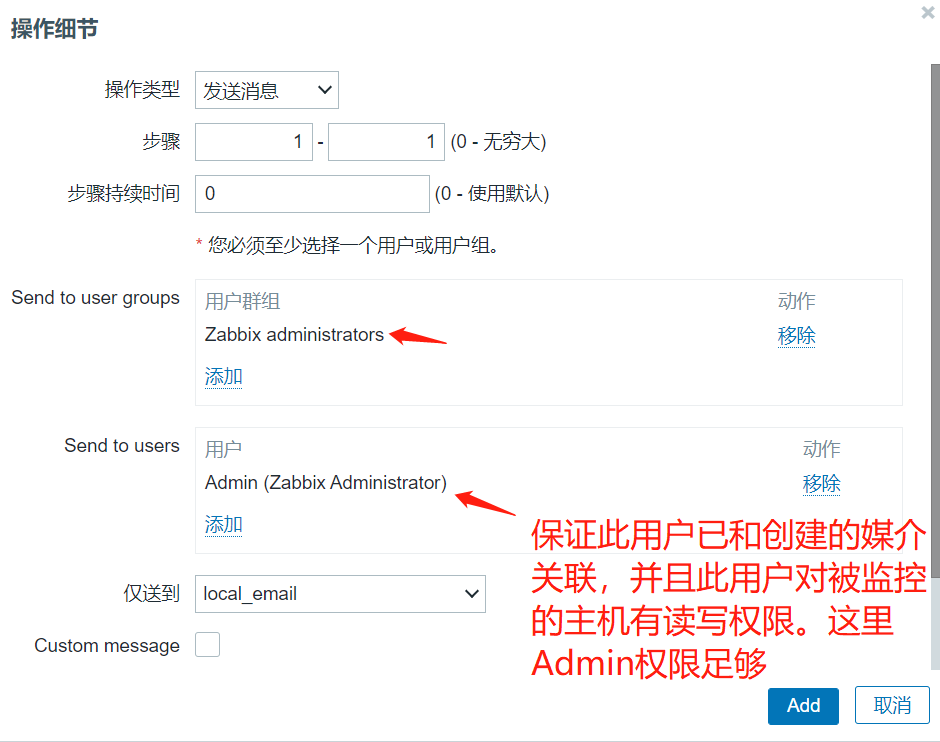 操作细节
操作类型 发送消息
步骤 1 - 1 (0 - 无穷大)
步骤持续时间 0 (0 - 使用默认)
* 您必须至少选择一个用户或用户组。
Send to user groups 用户群组 动作
Zabbix administrators 移除
添加
Send to users 用户 动作
Admin (Zabbix Administrator) 移除
添加
保证此用户已和创建的媒介
关联，并且此用户对被监控
的主机有读写权限。这里
Admin权限足够
仅送到 local_email
Custom message
Add 取消